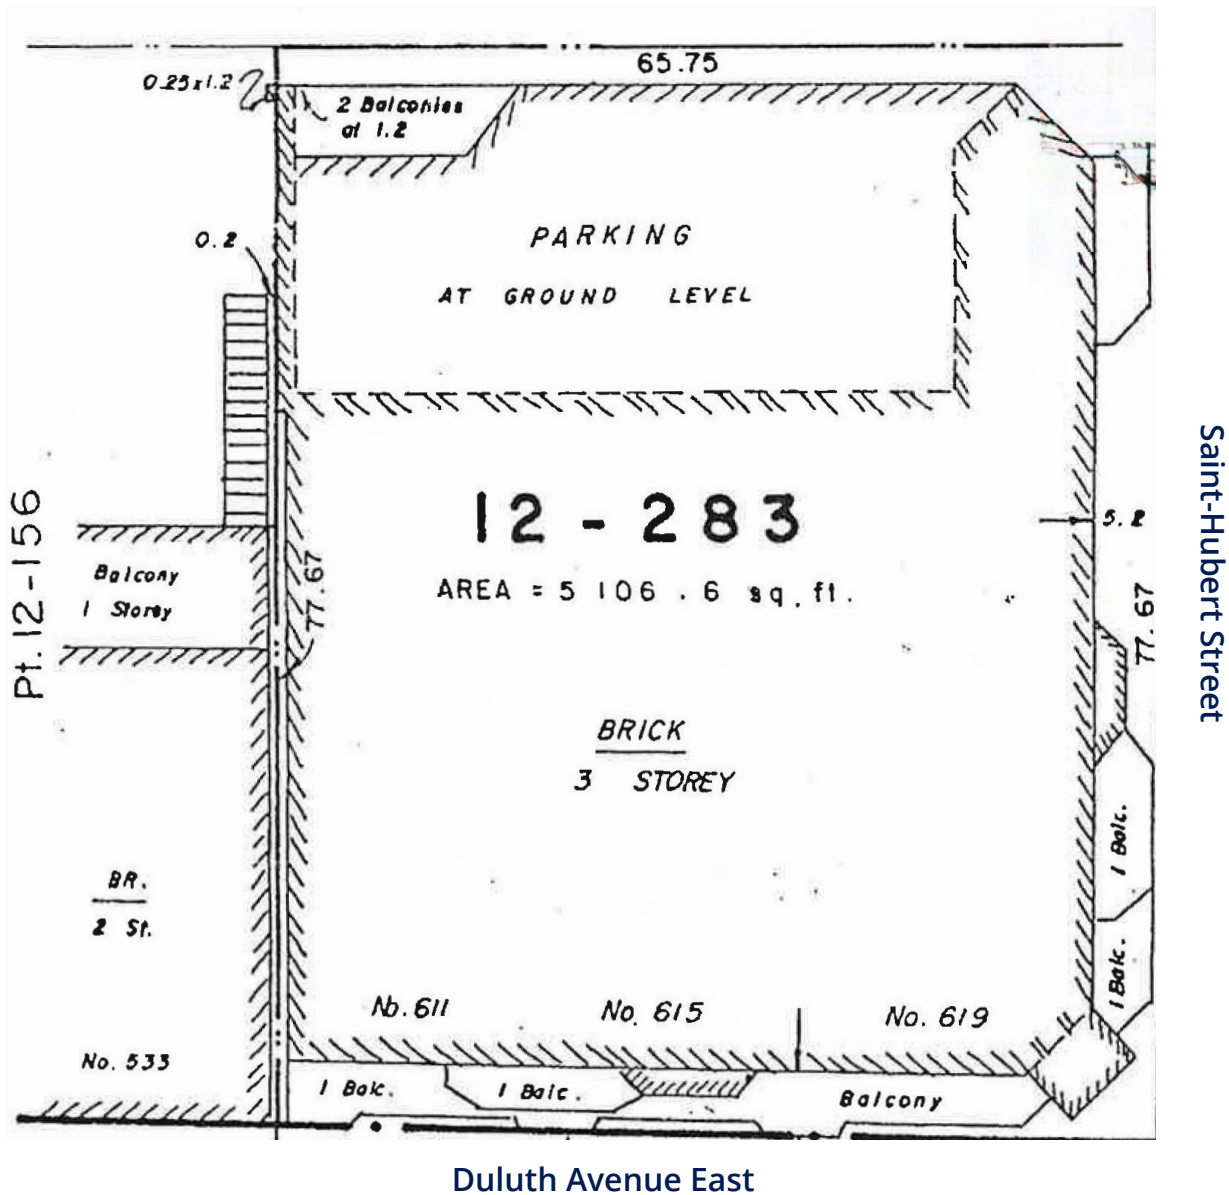 65.75
0.25x1.2
2 Balconies
at 1.2
0.2
PARKING
AT GROUND LEVEL
12-283
AREA = 5 106.6 sq. ft.
5.2
77.67
77.67
Saint-Hubert Street
Pt. 12-156
Balcony
1 Storey
BRICK
3 STOREY
BR.
2 St.
1 Balc.
1 Balc.
No. 611
No. 615
No. 619
No. 533
1 Balc.
1 Balc.
Balcony
Duluth Avenue East